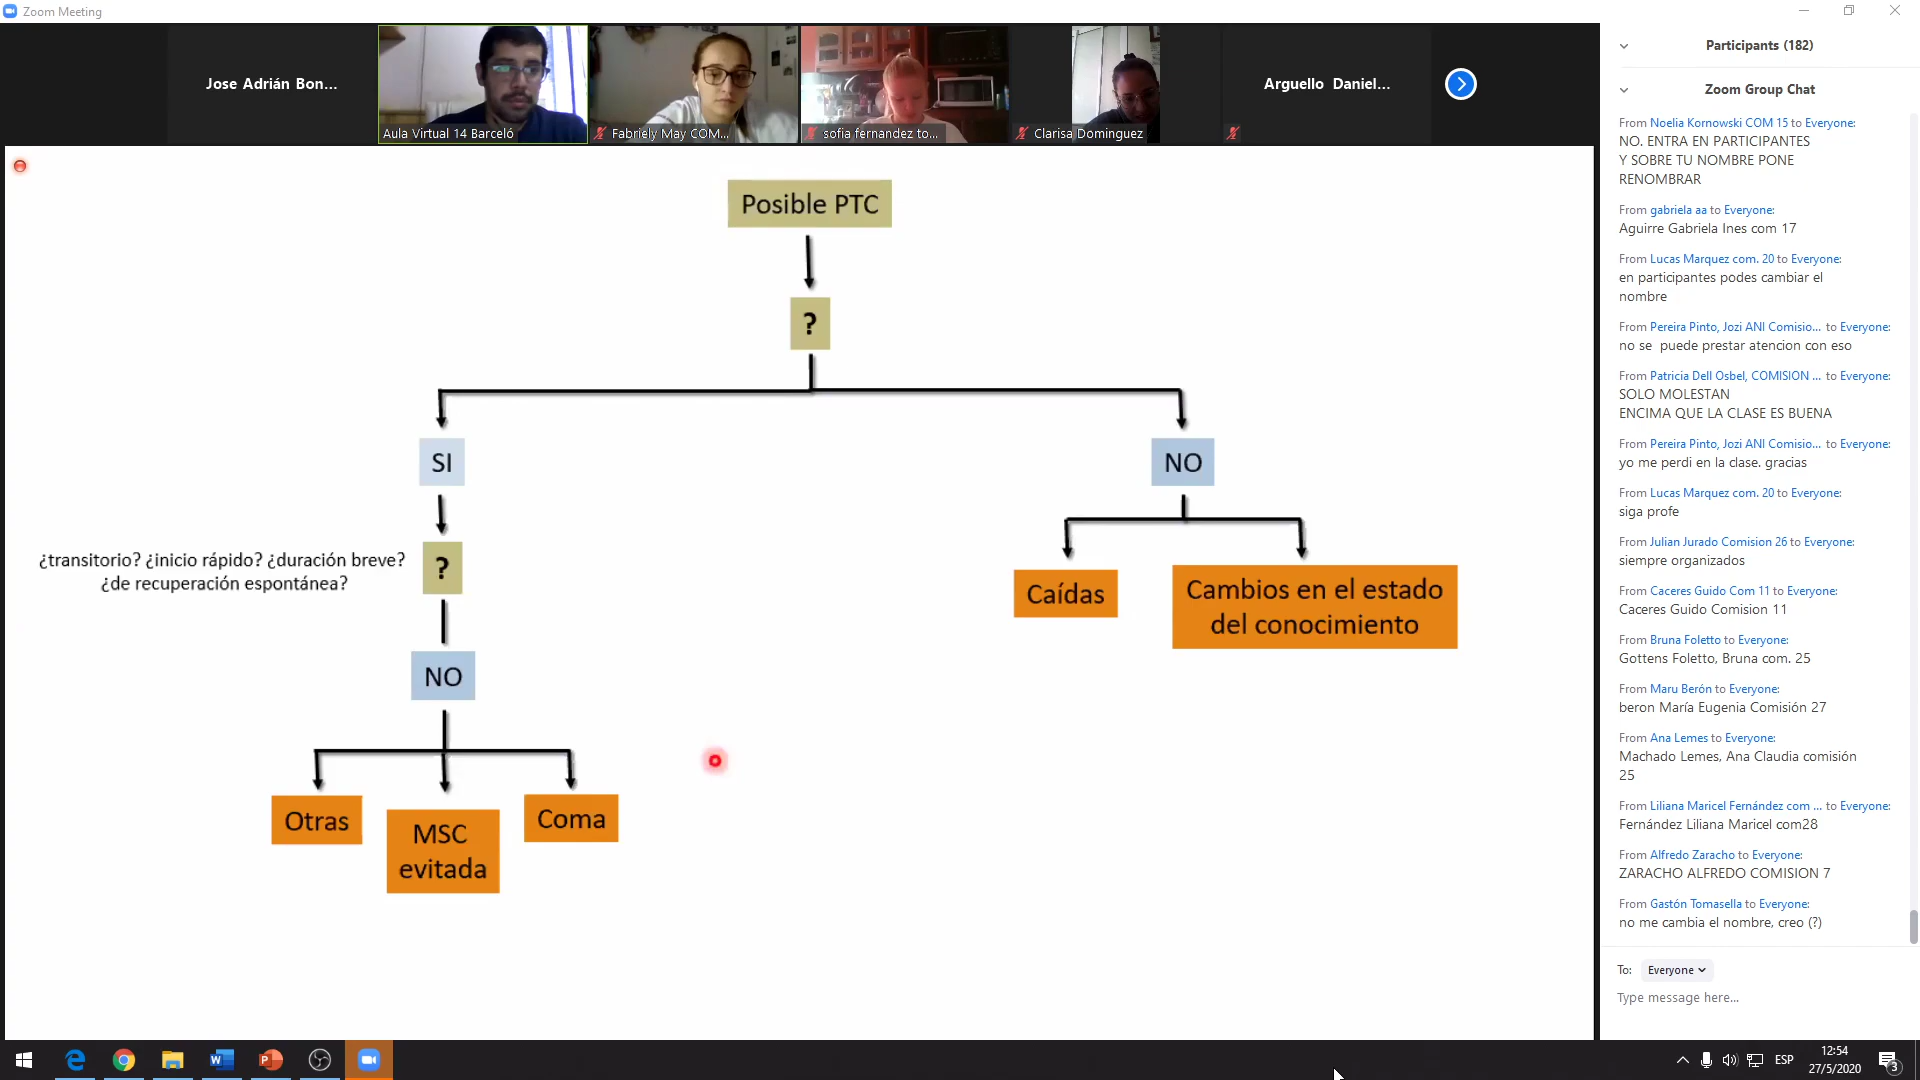 Zoom Meeting
Jose Adrián Bon...
Aula Virtual 14 Barceló
Fabriely May COM...
sofia fernandez to...
Clarisa Dominguez
Arguello Daniel...
Posible PTC
?
SI
NO
¿transitorio? ¿inicio rápido? ¿duración breve?
¿de recuperación espontánea?
?
Caídas
Cambios en el estado
del conocimiento
NO
Otras
MSC
evitada
Coma
Participants (182)
Zoom Group Chat
From Noelia Kornowski COM 15 to Everyone:
NO. ENTRA EN PARTICIPANTES
Y SOBRE TU NOMBRE PONE
RENOMBRAR
From gabriela aa to Everyone:
Aguirre Gabriela Ines com 17
From Lucas Marquez com. 20 to Everyone:
en participantes podes cambiar el
nombre
From Pereira Pinto, Jozi ANI Comisio... to Everyone:
no se puede prestar atencion con eso
From Patricia Dell Osbel, COMISION ... to Everyone:
SOLO MOLESTAN
ENCIMA QUE LA CLASE ES BUENA
From Pereira Pinto, Jozi ANI Comisio... to Everyone:
yo me perdi en la clase. gracias
From Lucas Marquez com. 20 to Everyone:
siga profe
From Julian Jurado Comision 26 to Everyone:
siempre organizados
From Caceres Guido Com 11 to Everyone:
Caceres Guido Comision 11
From Bruna Foletto to Everyone:
Gottens Foletto, Bruna com. 25
From Maru Berón to Everyone:
beron María Eugenia Comisión 27
From Ana Lemes to Everyone:
Machado Lemes, Ana Claudia comisión
25
From Liliana Maricel Fernández com ... to Everyone:
Fernández Liliana Maricel com28
From Alfredo Zaracho to Everyone:
ZARACHO ALFREDO COMISION 7
From Gastón Tomasella to Everyone:
no me cambia el nombre, creo (?)
To: Everyone
Type message here...
ESP
12:54
27/5/2020
3